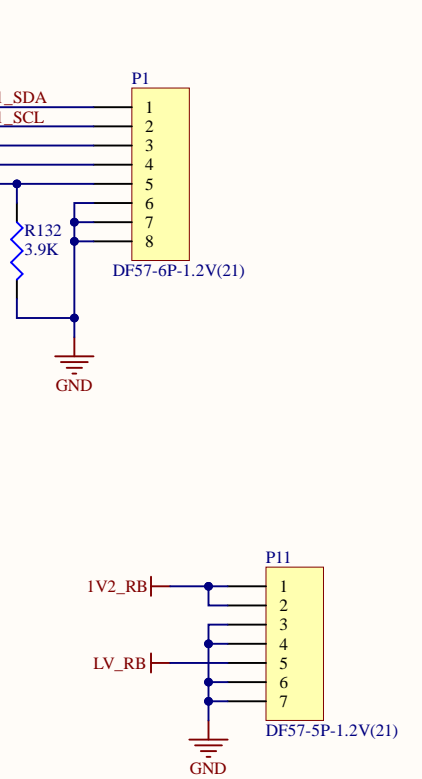 P1
_SDA
_SCL
1
2
3
4
5
6
7
8
R132
3.9K
DF57-6P-1.2V(21)
GND
P11
1V2_RB
LV_RB
1
2
3
4
5
6
7
DF57-5P-1.2V(21)
GND